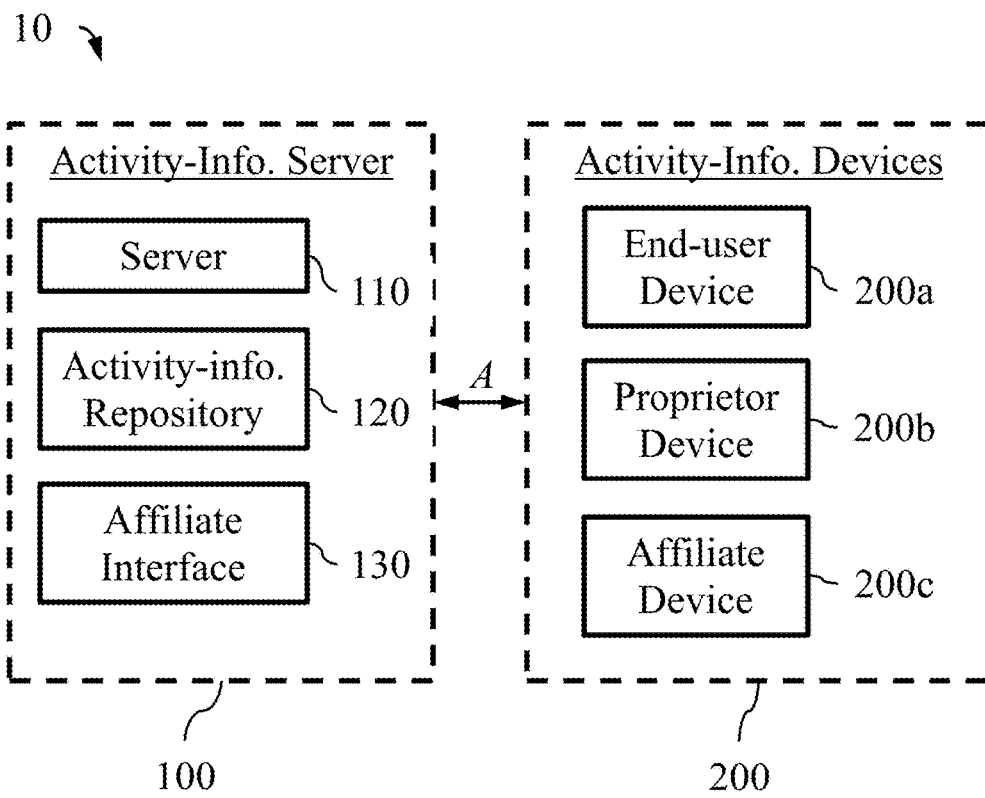 10
Activity-Info. Server
Server
110
Activity-info.
Repository
120
Affiliate
Interface
130
100
A
Activity-Info. Devices
End-user
Device
200a
Proprietor
Device
200b
Affiliate
Device
200c
200